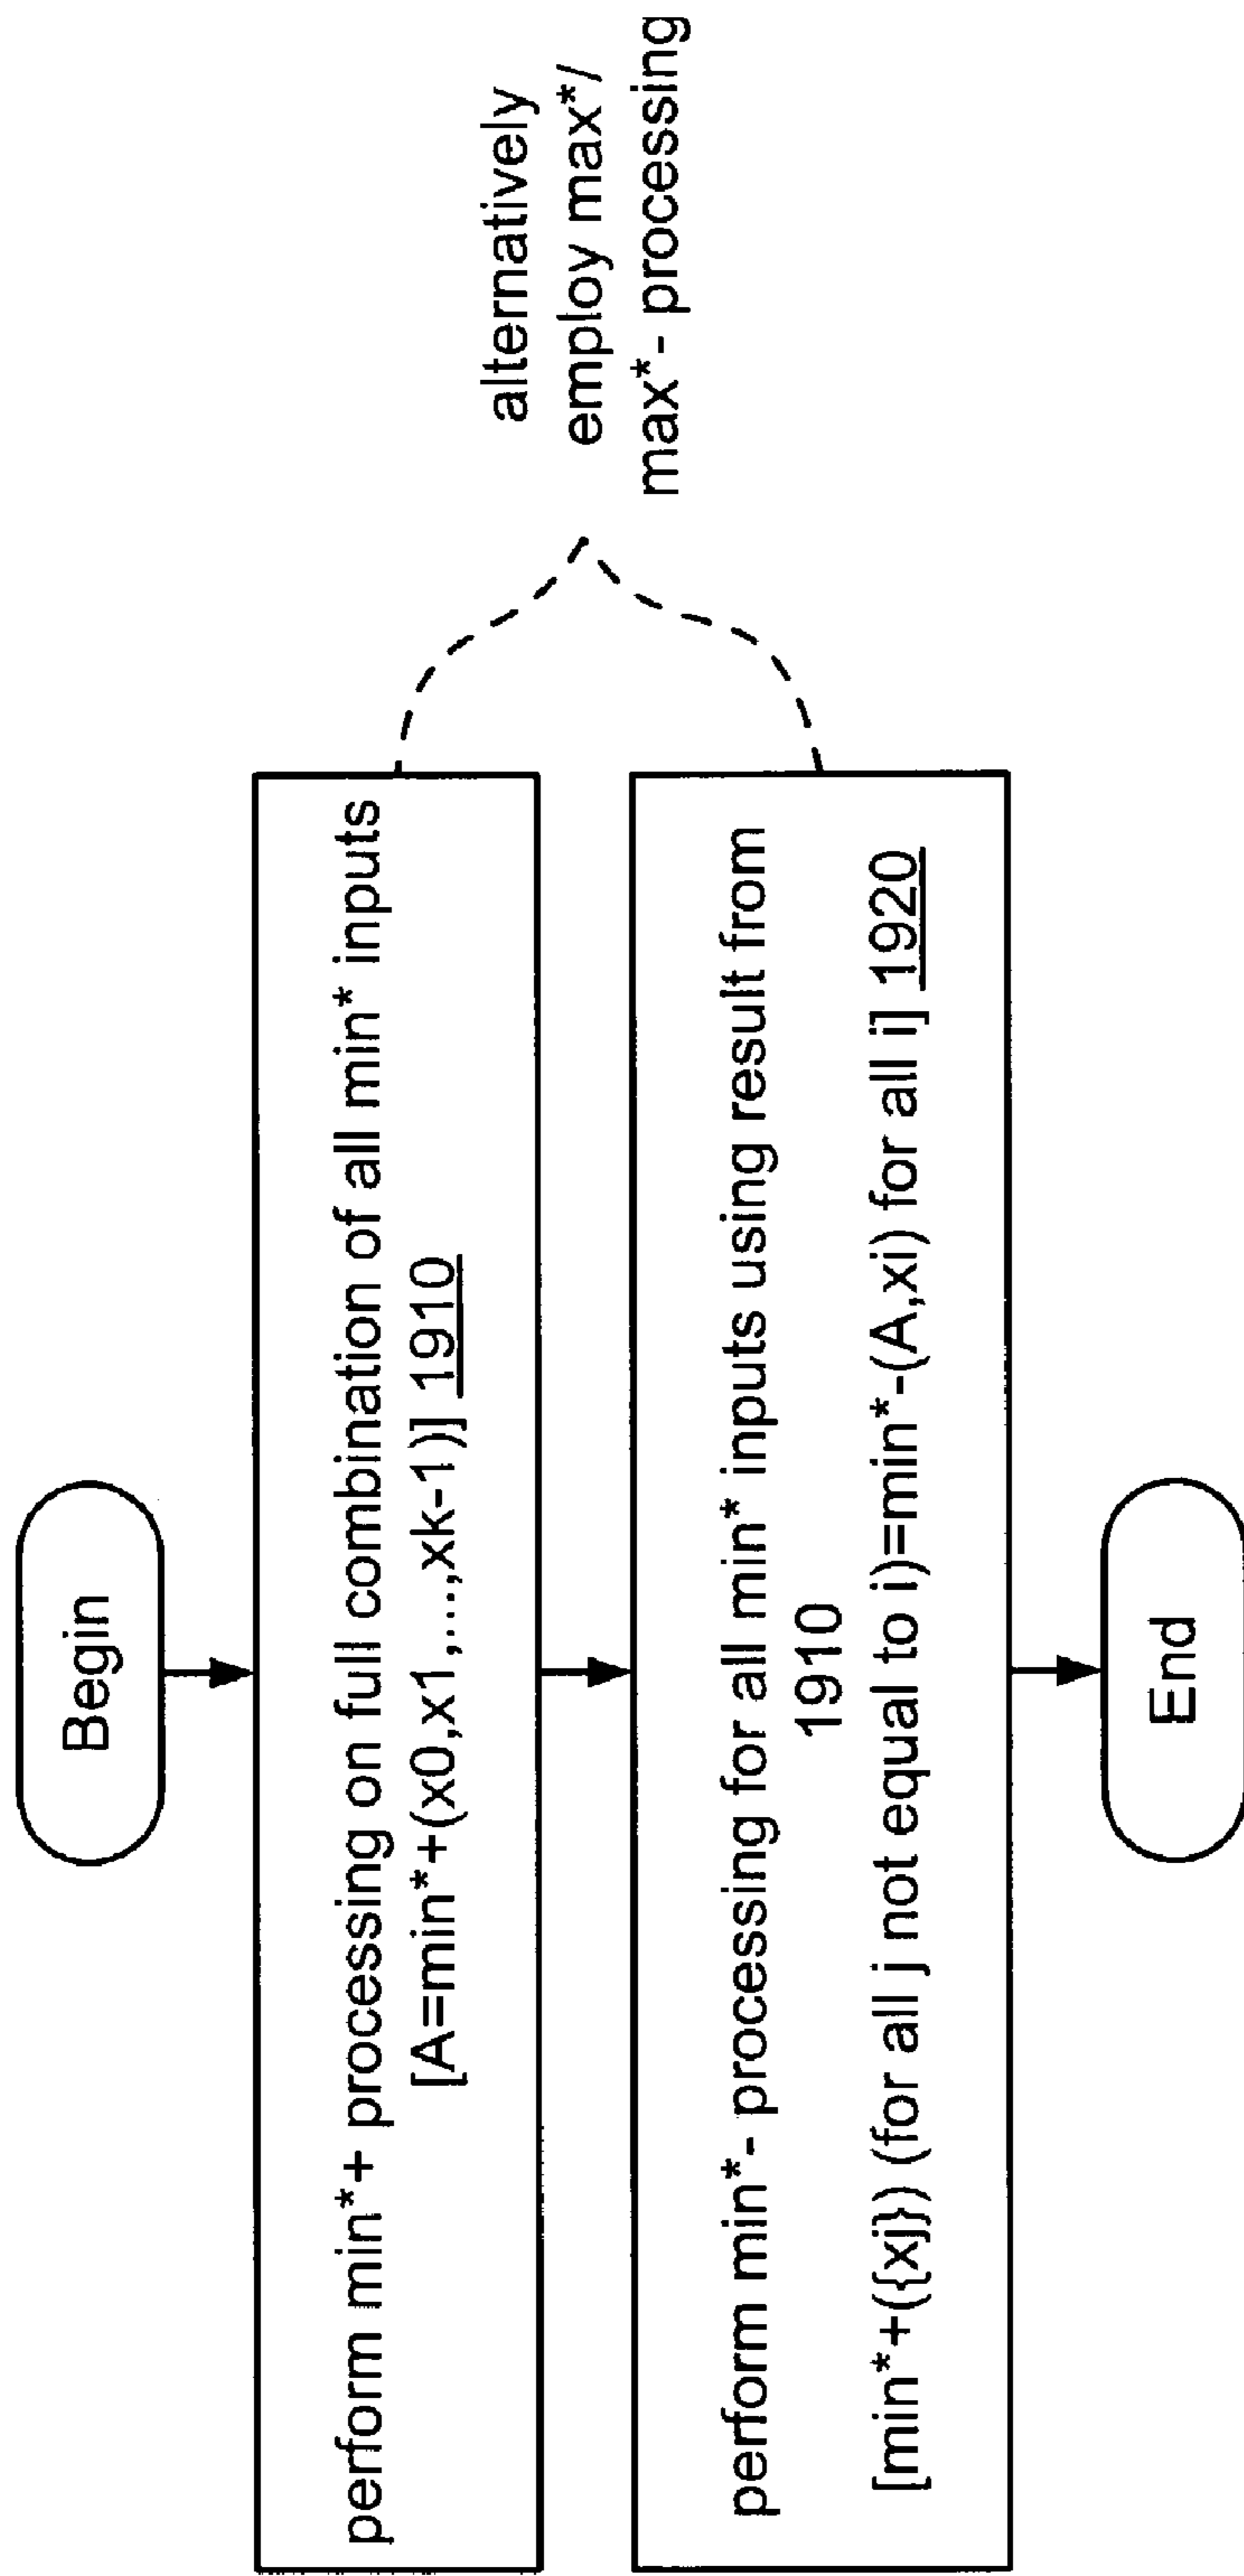 Begin
perform min*+ processing on full combination of all min* inputs
[A=min*+(x0,x1,...,xk-1)] 1910
perform min*- processing for all min* inputs using result from
1910
[min*+({xj}) (for all j not equal to i)=min*-(A,xi) for all i] 1920
End
alternatively
employ max*/
max*- processing